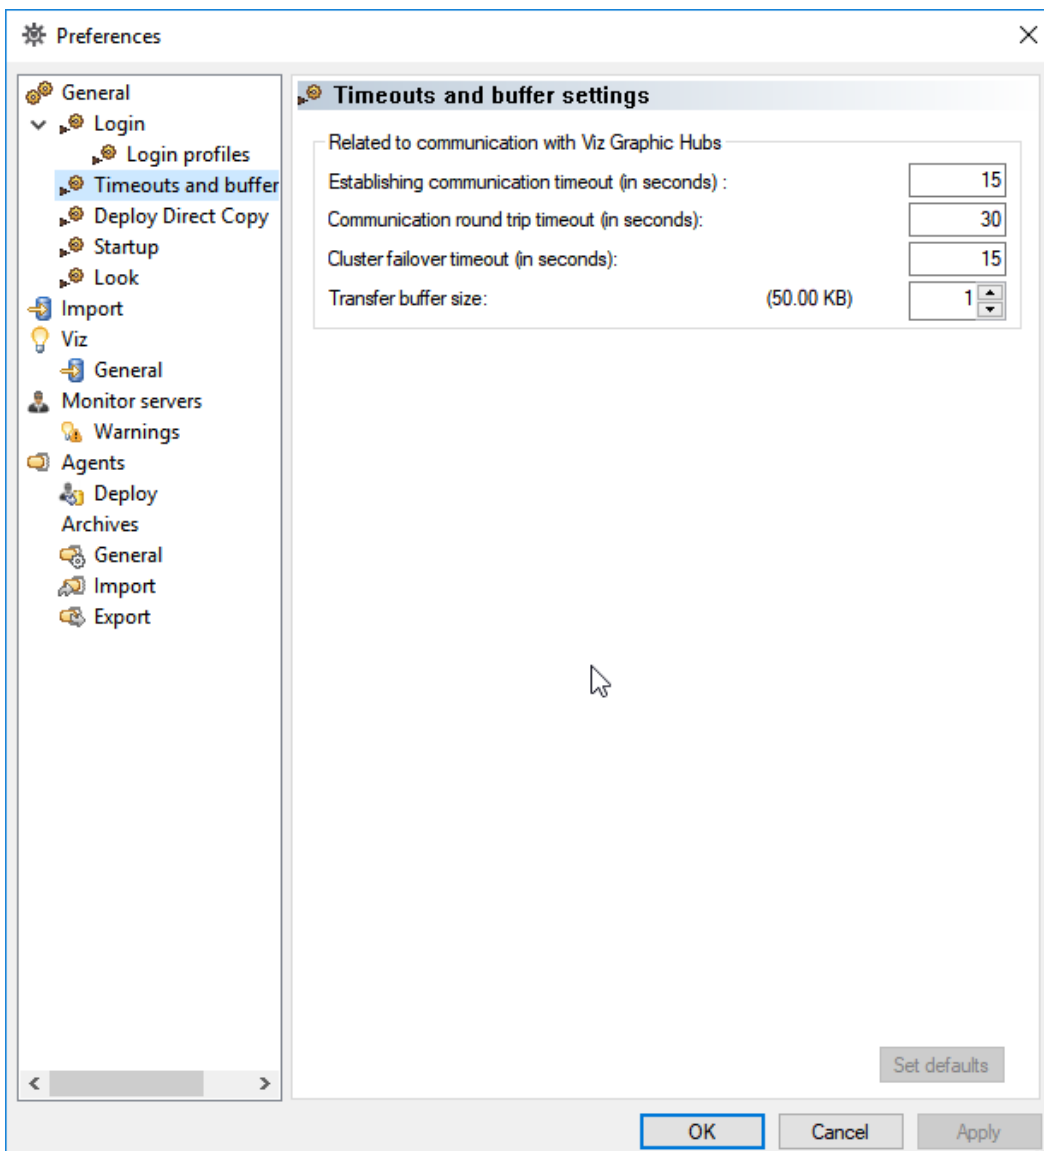 Preferences
General
Login
Login profiles
Timeouts and buffer
Deploy Direct Copy
Startup
Look
Import
Viz
General
Monitor servers
Warnings
Agents
Deploy
Archives
General
Import
Export
Timeouts and buffer settings
Related to communication with Viz Graphic Hubs
Establishing communication timeout (in seconds) : 15
Communication round trip timeout (in seconds): 30
Cluster failover timeout (in seconds): 15
Transfer buffer size: (50.00 KB) 1
Set defaults
OK Cancel Apply